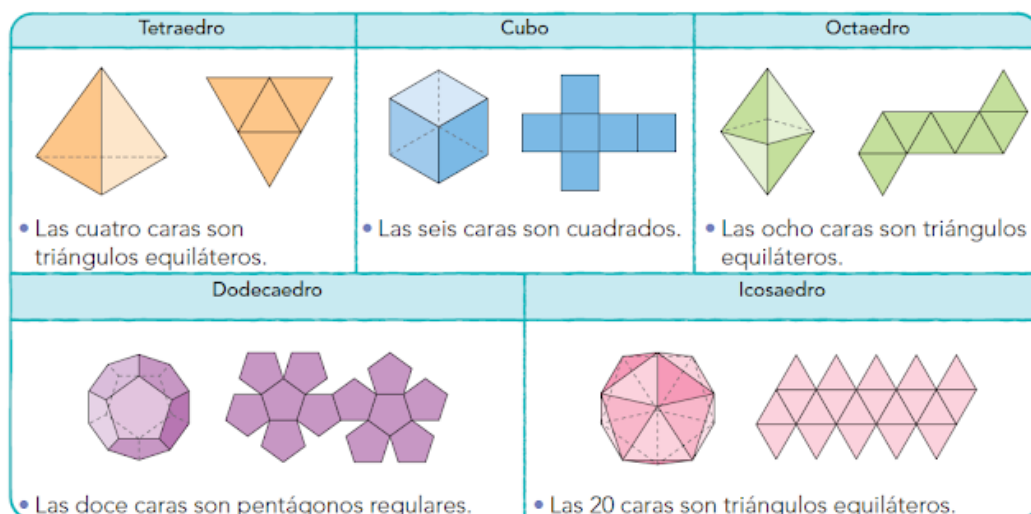 Tetraedro
Cubo
Octaedro
• Las cuatro caras son
triángulos equiláteros.
• Las seis caras son cuadrados.
• Las ocho caras son triángulos
equiláteros.
Dodecaedro
Icosaedro
• Las doce caras son pentágonos regulares.
• Las 20 caras son triángulos equiláteros.